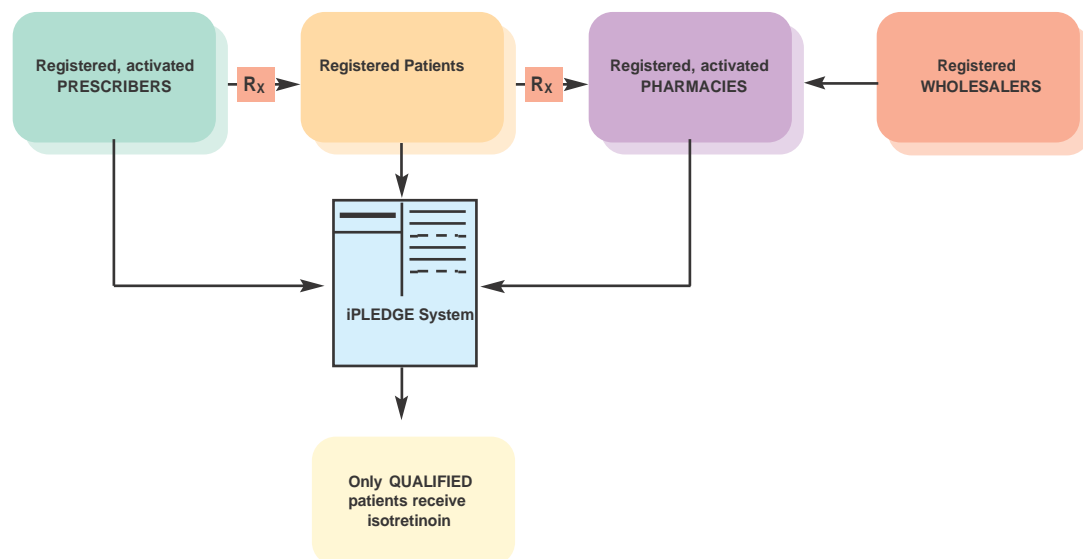 Registered, activated
PRESCRIBERS
RX
Registered Patients
RX
Registered, activated
PHARMACIES
Registered
WHOLESALERS
iPLEDGE System
Only QUALIFIED
patients receive
isotretinoin